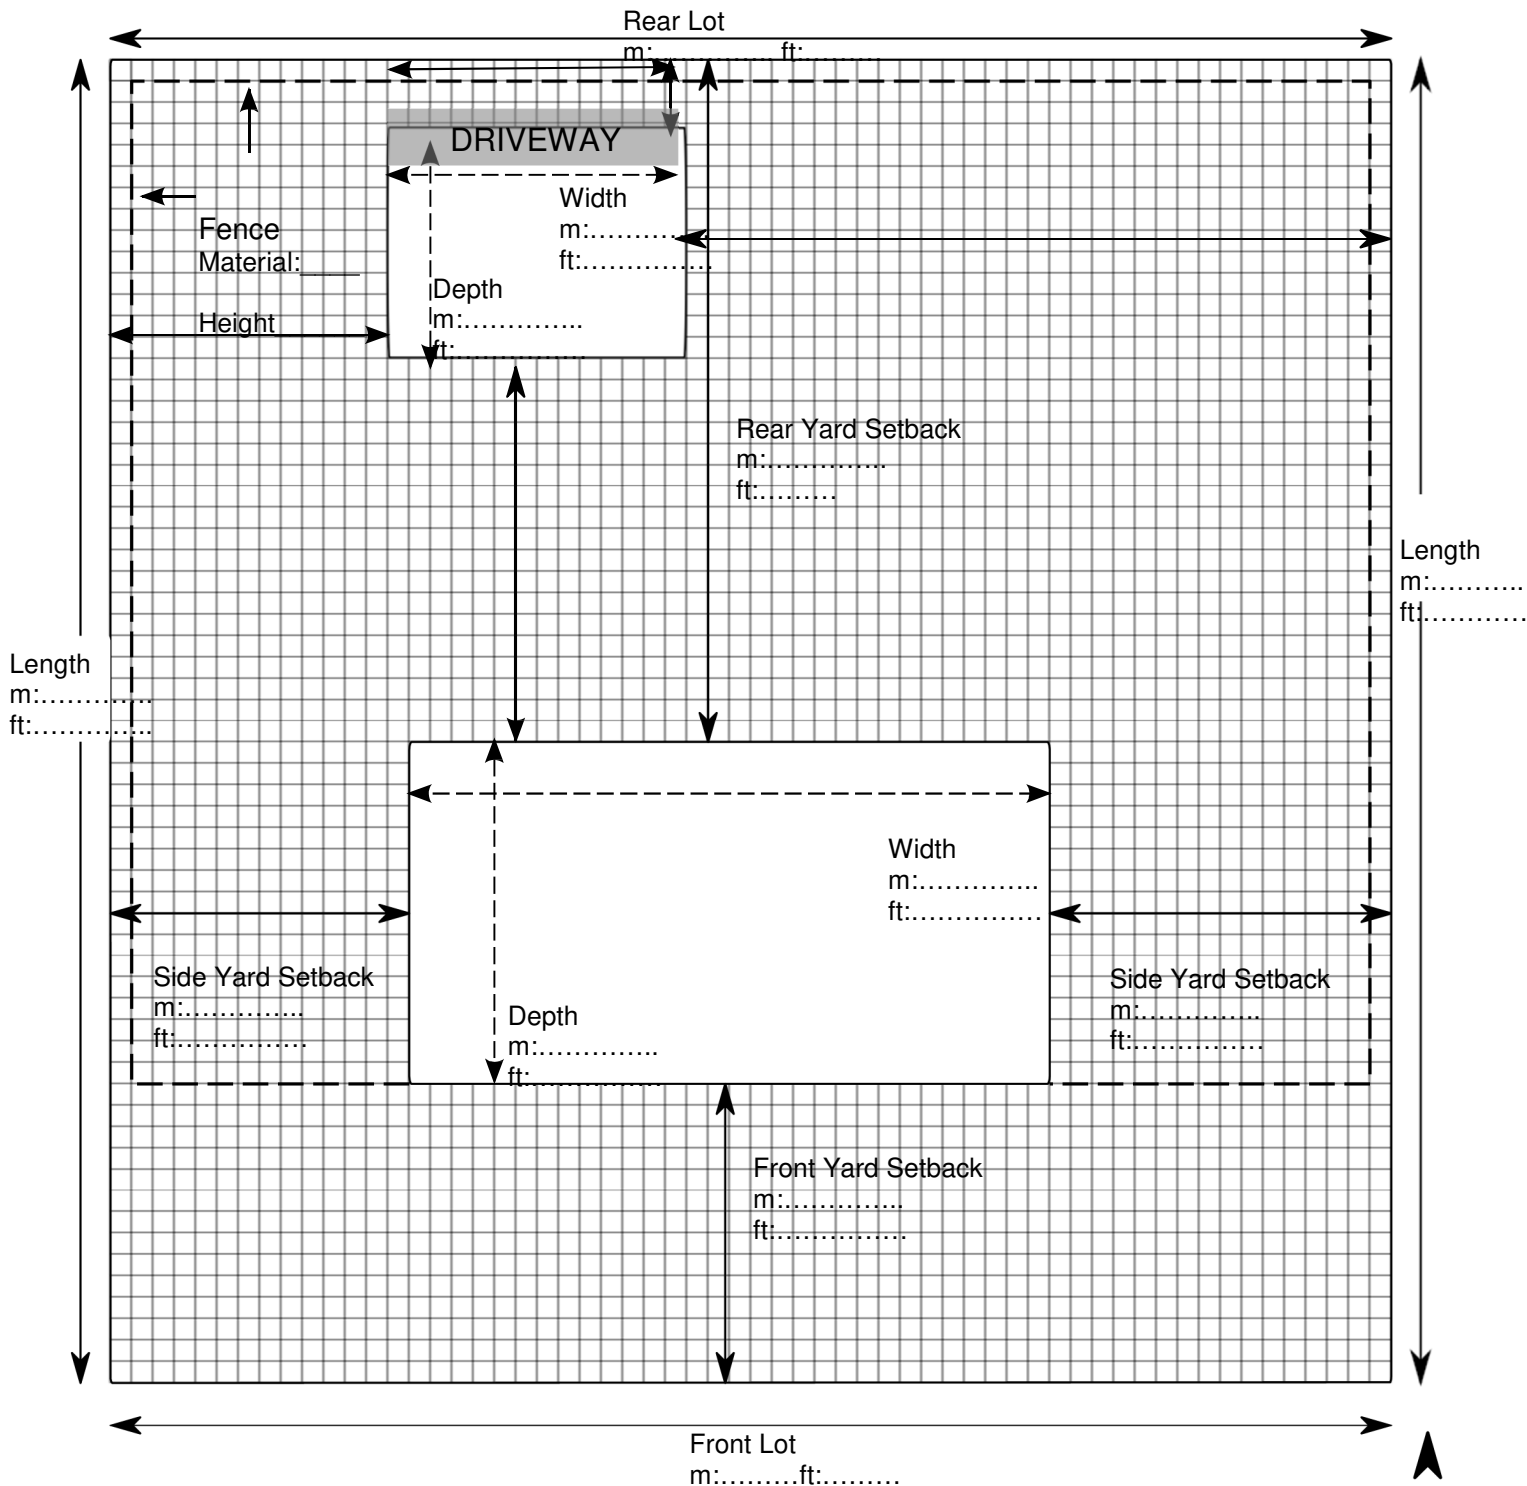 Rear Lot
m:…………….. ft:………
DRIVEWAY
Width
m:…………..
ft:……………
Fence
Material:____
Height________
Depth
m:…………..
ft:……………
Rear Yard Setback
m:…………..
ft:………
Length
m:………..
ft:…………
Length
m:…………
ft:…………..
Width
m:…………..
ft:……………
Side Yard Setback
m:…………..
ft:……………
Side Yard Setback
m:…………..
ft:……………
Depth
m:…………..
ft:……………
Front Yard Setback
m:…………..
ft:……………
Front Lot
m:………ft:………